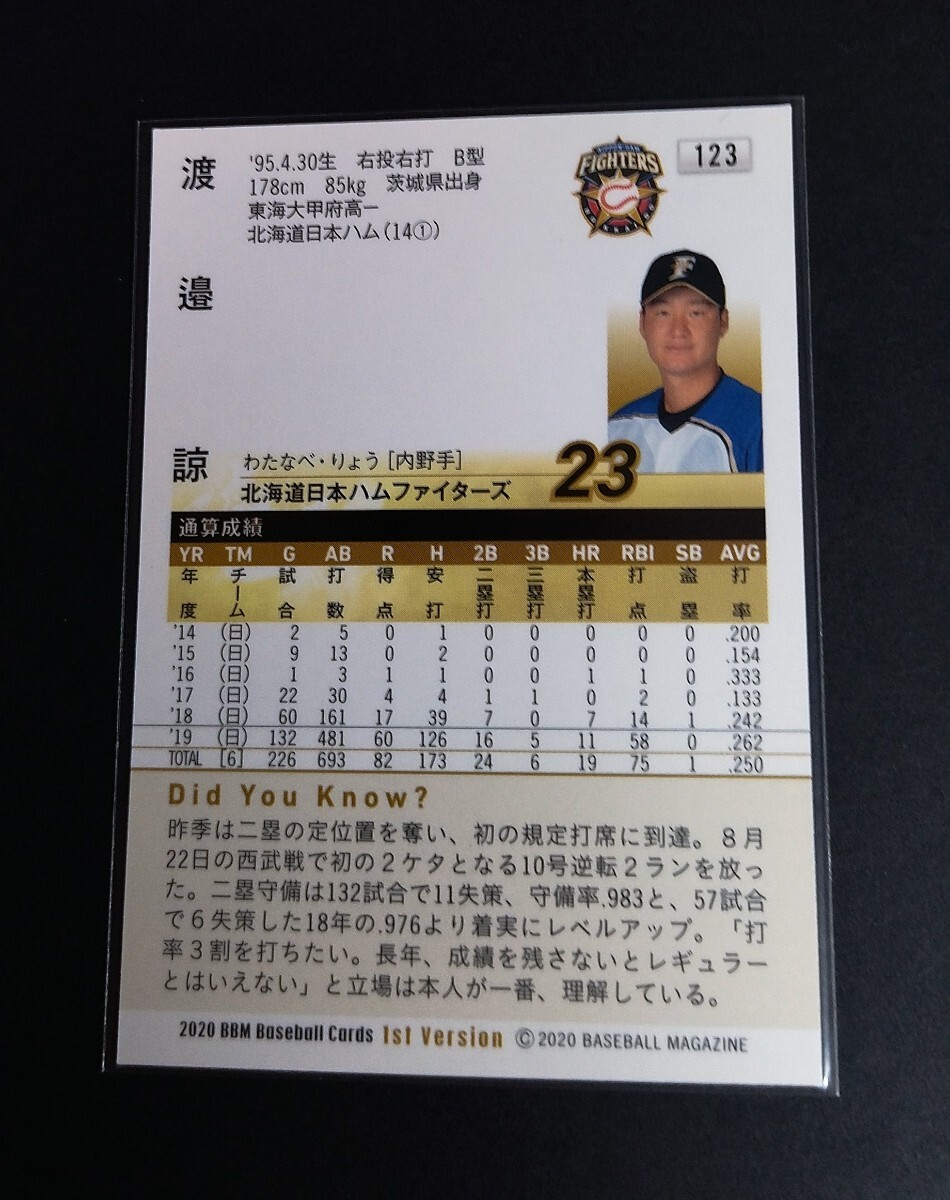 渡邉諒
'95.4.30生 右投右打 B型
178cm 85kg 茨城県出身
東海大甲府高ー
北海道日本ハム(14①)
FIGHTERS
123
F
わたなべ・りょう[内野手]
北海道日本ハムファイターズ
23
通算成績
YR TM G AB R H 2B 3B HR RBI SB AVG
年度 チーム 試合 打数 得点 安打 二塁打 三塁打 本塁打 打点 盗塁 打率
'14 (日) 2 5 0 1 0 0 0 0 0 .200
'15 (日) 9 13 0 2 0 0 0 0 0 .154
'16 (日) 1 3 1 1 0 0 1 1 0 .333
'17 (日) 22 30 4 4 1 1 0 2 0 .133
'18 (日) 60 161 17 39 7 0 7 14 1 .242
'19 (日) 132 481 60 126 16 5 11 58 0 .262
TOTAL [6] 226 693 82 173 24 6 19 75 1 .250
Did You Know?
昨季は二塁の定位置を奪い、初の規定打席に到達。8月
22日の西武戦で初の2ケタとなる10号逆転2ランを放っ
た。二塁守備は132試合で11失策、守備率.983と、57試合
で6失策した18年の.976より着実にレベルアップ。「打
率3割を打ちたい。長年、成績を残さないとレギュラー
とはいえない」と立場は本人が一番、理解している。
2020 BBM Baseball Cards 1st Version ©2020 BASEBALL MAGAZINE